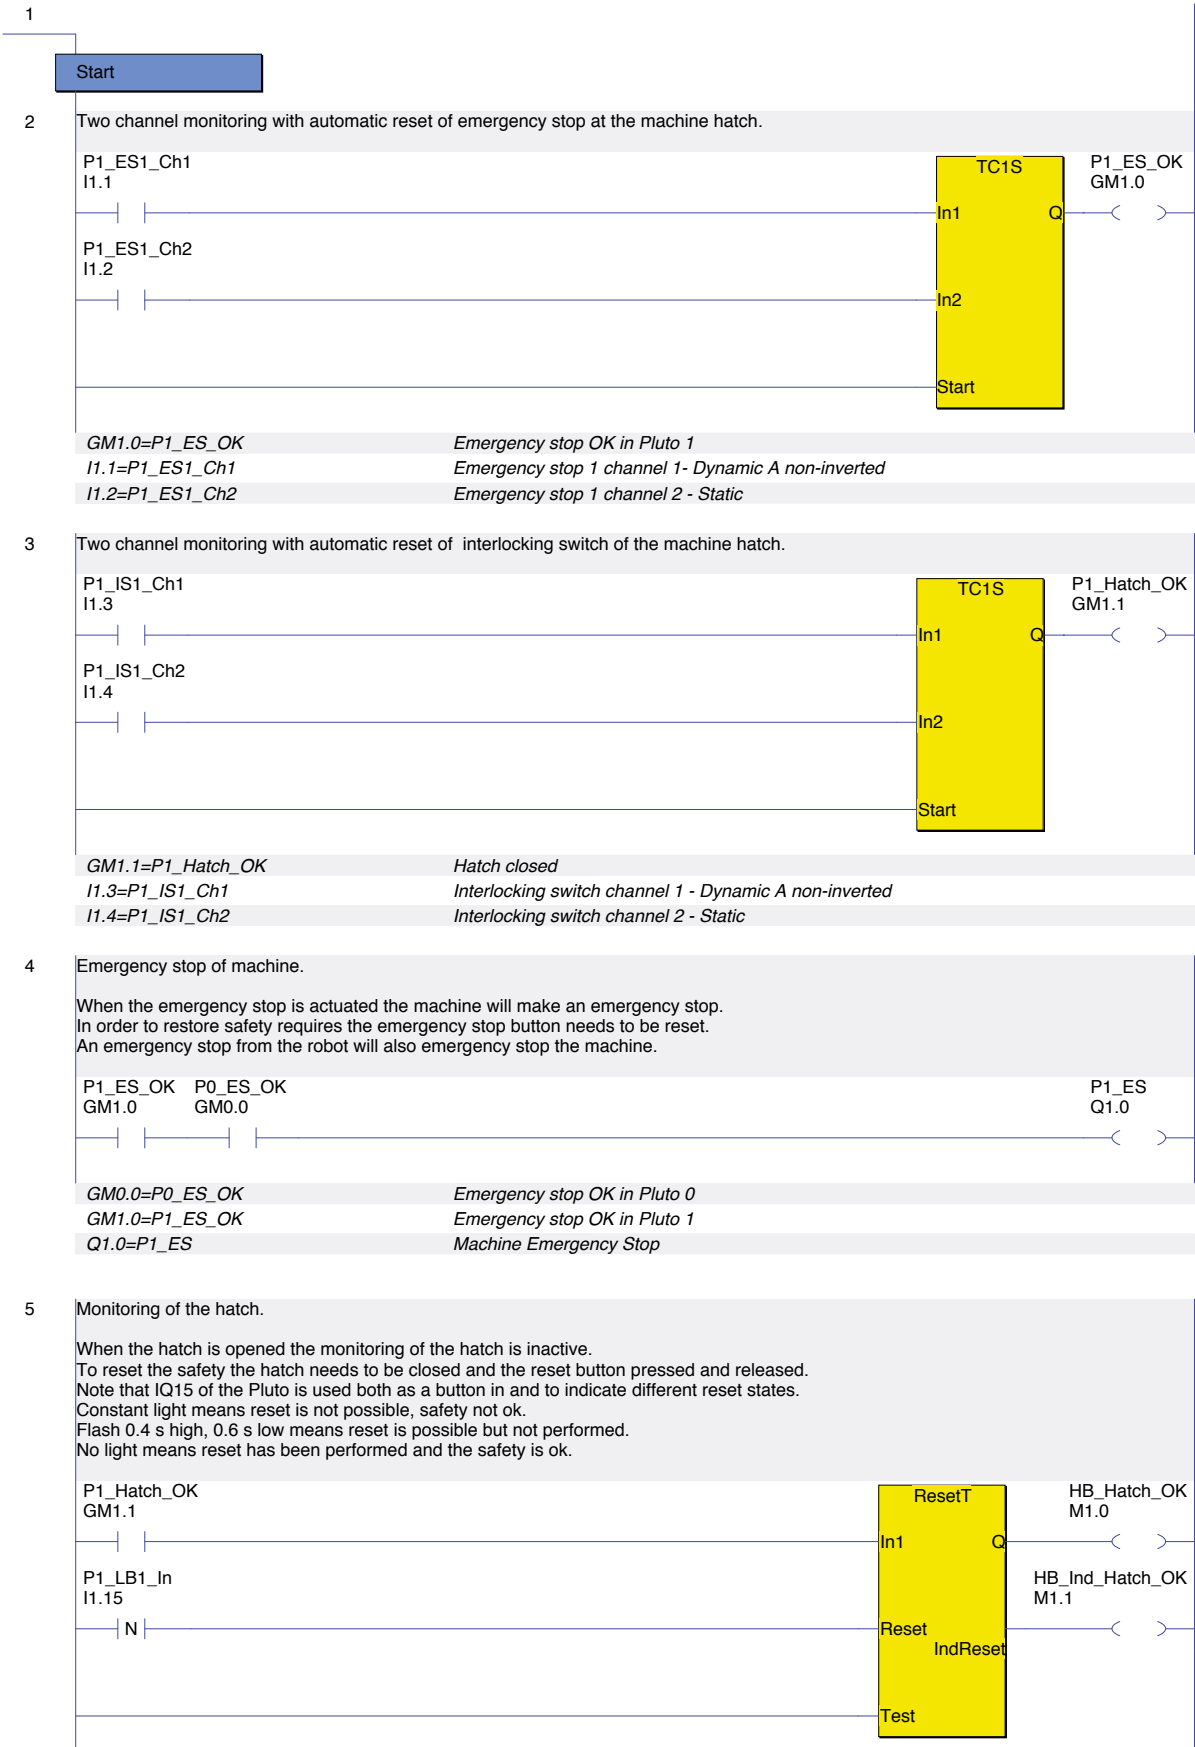 1
Start
2 Two channel monitoring with automatic reset of emergency stop at the machine hatch.
P1_ES1_Ch1 TC1S P1_ES_OK
I1.1 GM1.0
In1 Q
P1_ES1_Ch2
I1.2
In2
Start
GM1.0=P1_ES_OK Emergency stop OK in Pluto 1
I1.1=P1_ES1_Ch1 Emergency stop 1 channel 1- Dynamic A non-inverted
I1.2=P1_ES1_Ch2 Emergency stop 1 channel 2 - Static
3 Two channel monitoring with automatic reset of interlocking switch of the machine hatch.
P1_IS1_Ch1 TC1S P1_Hatch_OK
I1.3 GM1.1
In1 Q
P1_IS1_Ch2
I1.4
In2
Start
GM1.1=P1_Hatch_OK Hatch closed
I1.3=P1_IS1_Ch1 Interlocking switch channel 1 - Dynamic A non-inverted
I1.4=P1_IS1_Ch2 Interlocking switch channel 2 - Static
4 Emergency stop of machine.
When the emergency stop is actuated the machine will make an emergency stop.
In order to restore safety requires the emergency stop button needs to be reset.
An emergency stop from the robot will also emergency stop the machine.
P1_ES_OK P0_ES_OK P1_ES
GM1.0 GM0.0 Q1.0
GM0.0=P0_ES_OK Emergency stop OK in Pluto 0
GM1.0=P1_ES_OK Emergency stop OK in Pluto 1
Q1.0=P1_ES Machine Emergency Stop
5 Monitoring of the hatch.
When the hatch is opened the monitoring of the hatch is inactive.
To reset the safety the hatch needs to be closed and the reset button pressed and released.
Note that IQ15 of the Pluto is used both as a button in and to indicate different reset states.
Constant light means reset is not possible, safety not ok.
Flash 0.4 s high, 0.6 s low means reset is possible but not performed.
No light means reset has been performed and the safety is ok.
P1_Hatch_OK ResetT HB_Hatch_OK
GM1.1 M1.0
In1 Q
P1_LB1_In HB_Ind_Hatch_OK
I1.15 M1.1
N Reset
IndReset
Test